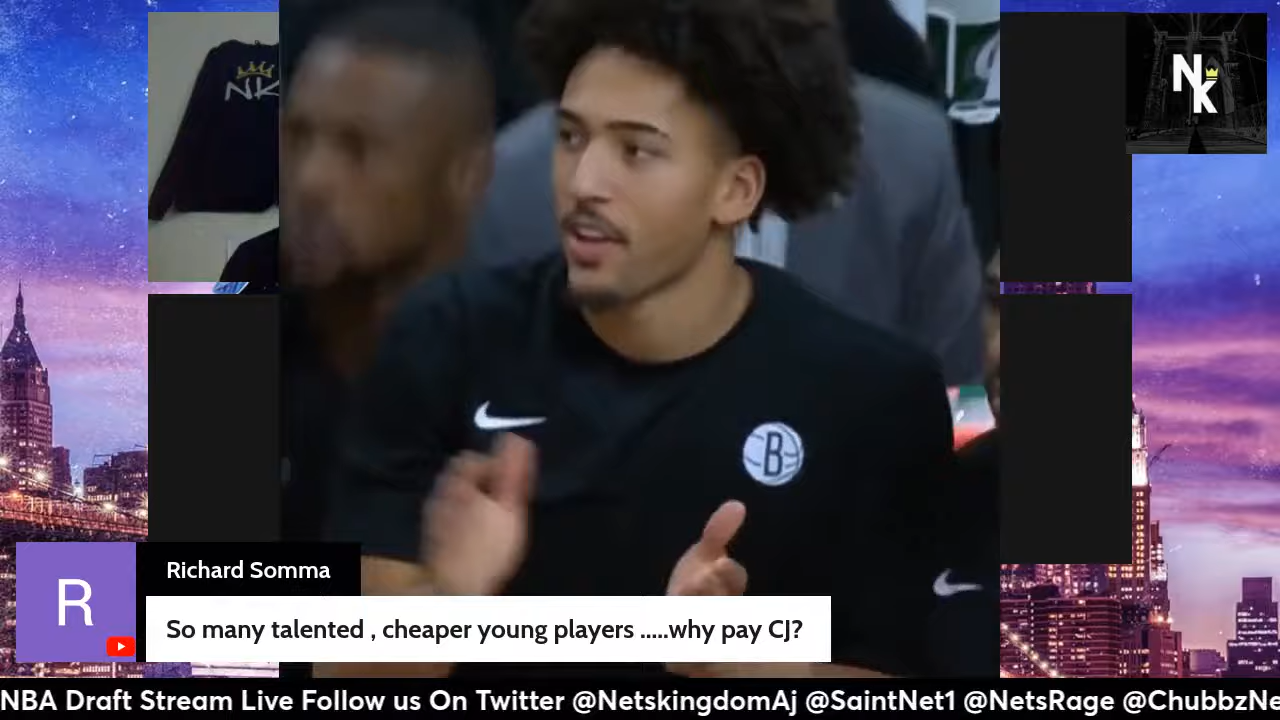 NK
N
K
B
R
Richard Somma
So many talented , cheaper young players .....why pay CJ?
NBA Draft Stream Live Follow us On Twitter @NetskingdomAj @SaintNet1 @NetsRage @ChubbzNe